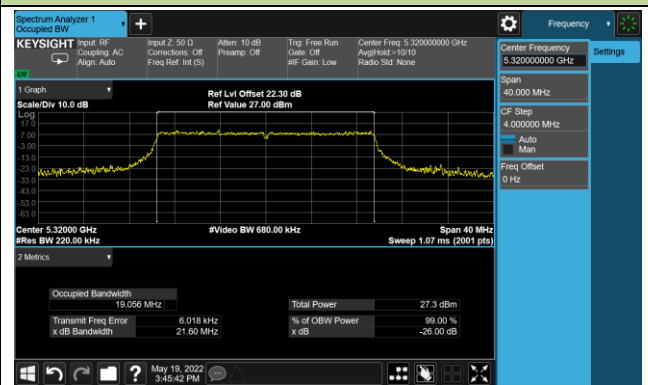 Spectrum Analyzer 1
Occupied BW
+
Frequency
KEYSIGHT
Input: RF
Coupling: AC
Align: Auto
Input Z: 50 Ω
Corrections: Off
Freq Ref: Int (S)
Atten: 10 dB
Preamp: Off
Trig: Free Run
Gate: Off
#IF Gain: Low
Center Freq: 5.320000000 GHz
Avg|Hold:>10/10
Radio Std: None
Center Frequency
5.320000000 GHz
Settings
Span
40.000 MHz
CF Step
4.000000 MHz
Auto
Man
Freq Offset
0 Hz
1 Graph
Scale/Div 10.0 dB
Ref Lvl Offset 22.30 dB
Ref Value 27.00 dBm
Log
17.0
7.00
-3.00
-13.0
-23.0
-33.0
-43.0
-53.0
-63.0
Center 5.32000 GHz
#Res BW 220.00 kHz
#Video BW 680.00 kHz
Span 40 MHz
Sweep 1.07 ms (2001 pts)
2 Metrics
Occupied Bandwidth
19.056 MHz
Total Power 27.3 dBm
Transmit Freq Error 6.018 kHz
% of OBW Power 99.00 %
x dB Bandwidth 21.60 MHz
x dB -26.00 dB
?
May 19, 2022
3:45:42 PM